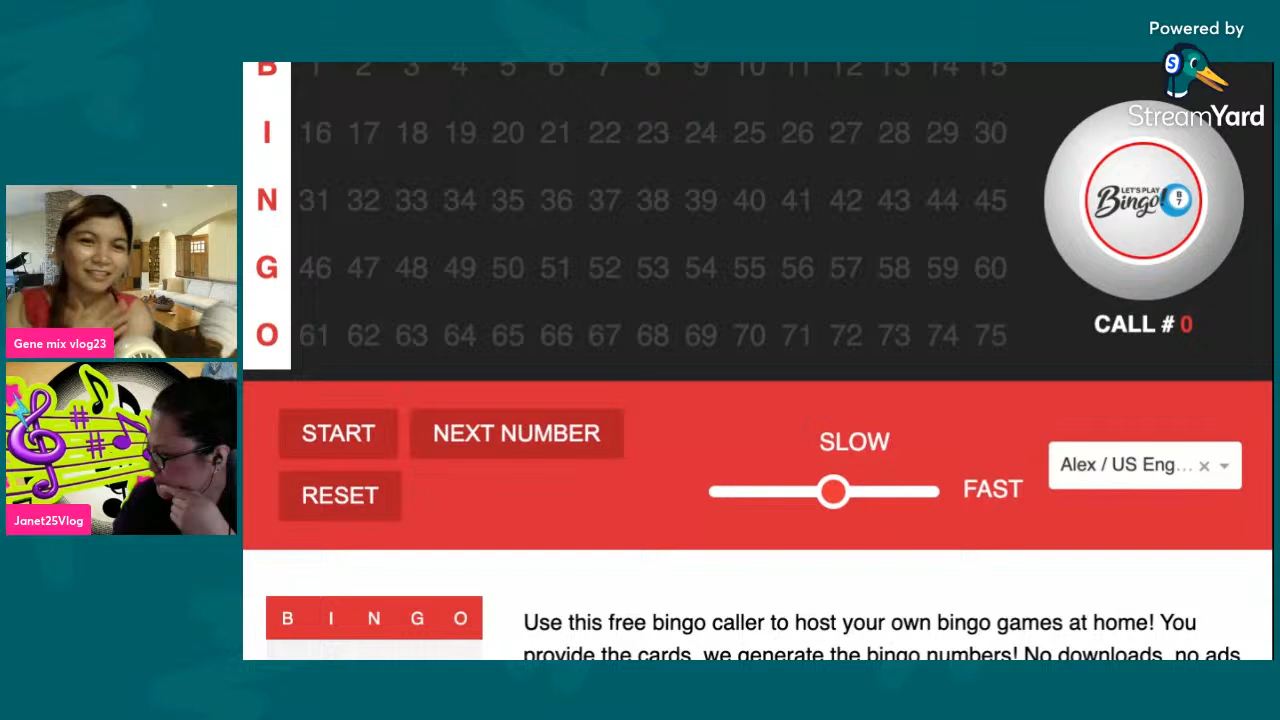 Powered by
StreamYard
B 1 2 3 4 5 6 7 8 9 10 11 12 13 14 15
I 16 17 18 19 20 21 22 23 24 25 26 27 28 29 30
N 31 32 33 34 35 36 37 38 39 40 41 42 43 44 45
G 46 47 48 49 50 51 52 53 54 55 56 57 58 59 60
O 61 62 63 64 65 66 67 68 69 70 71 72 73 74 75
LET'S PLAY
Bingo!
B
7
CALL # 0
Gene mix vlog23
Janet25Vlog
START NEXT NUMBER
RESET
SLOW
FAST
Alex / US Eng...
B I N G O
Use this free bingo caller to host your own bingo games at home! You
provide the cards, we generate the bingo numbers! No downloads, no ads